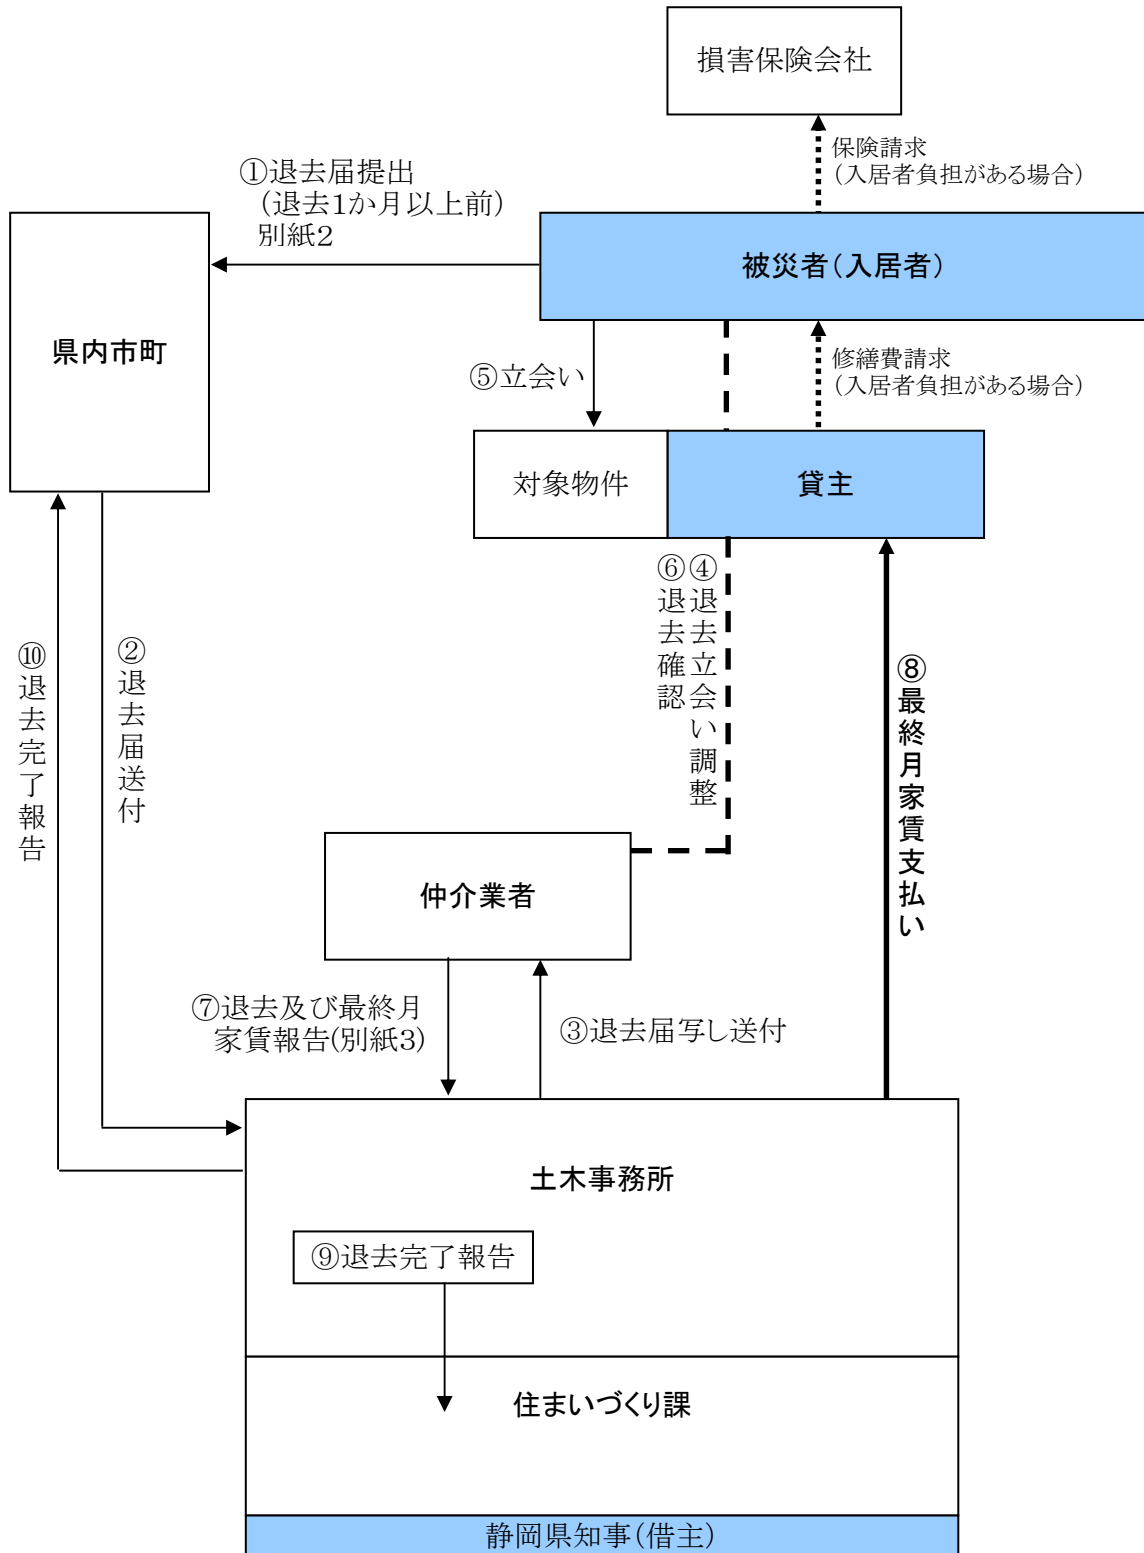 損害保険会社
保険請求
（入居者負担がある場合）
①退去届提出
（退去1か月以上前）
別紙2
被災者（入居者）
県内市町
⑤立会い
修繕費請求
（入居者負担がある場合）
対象物件
貸主
④退去立会い調整
⑥退去確認
⑧最終月家賃支払い
②退去届送付
⑩退去完了報告
仲介業者
⑦退去及び最終月
家賃報告(別紙3)
③退去届写し送付
土木事務所
⑨退去完了報告
住まいづくり課
静岡県知事（借主）